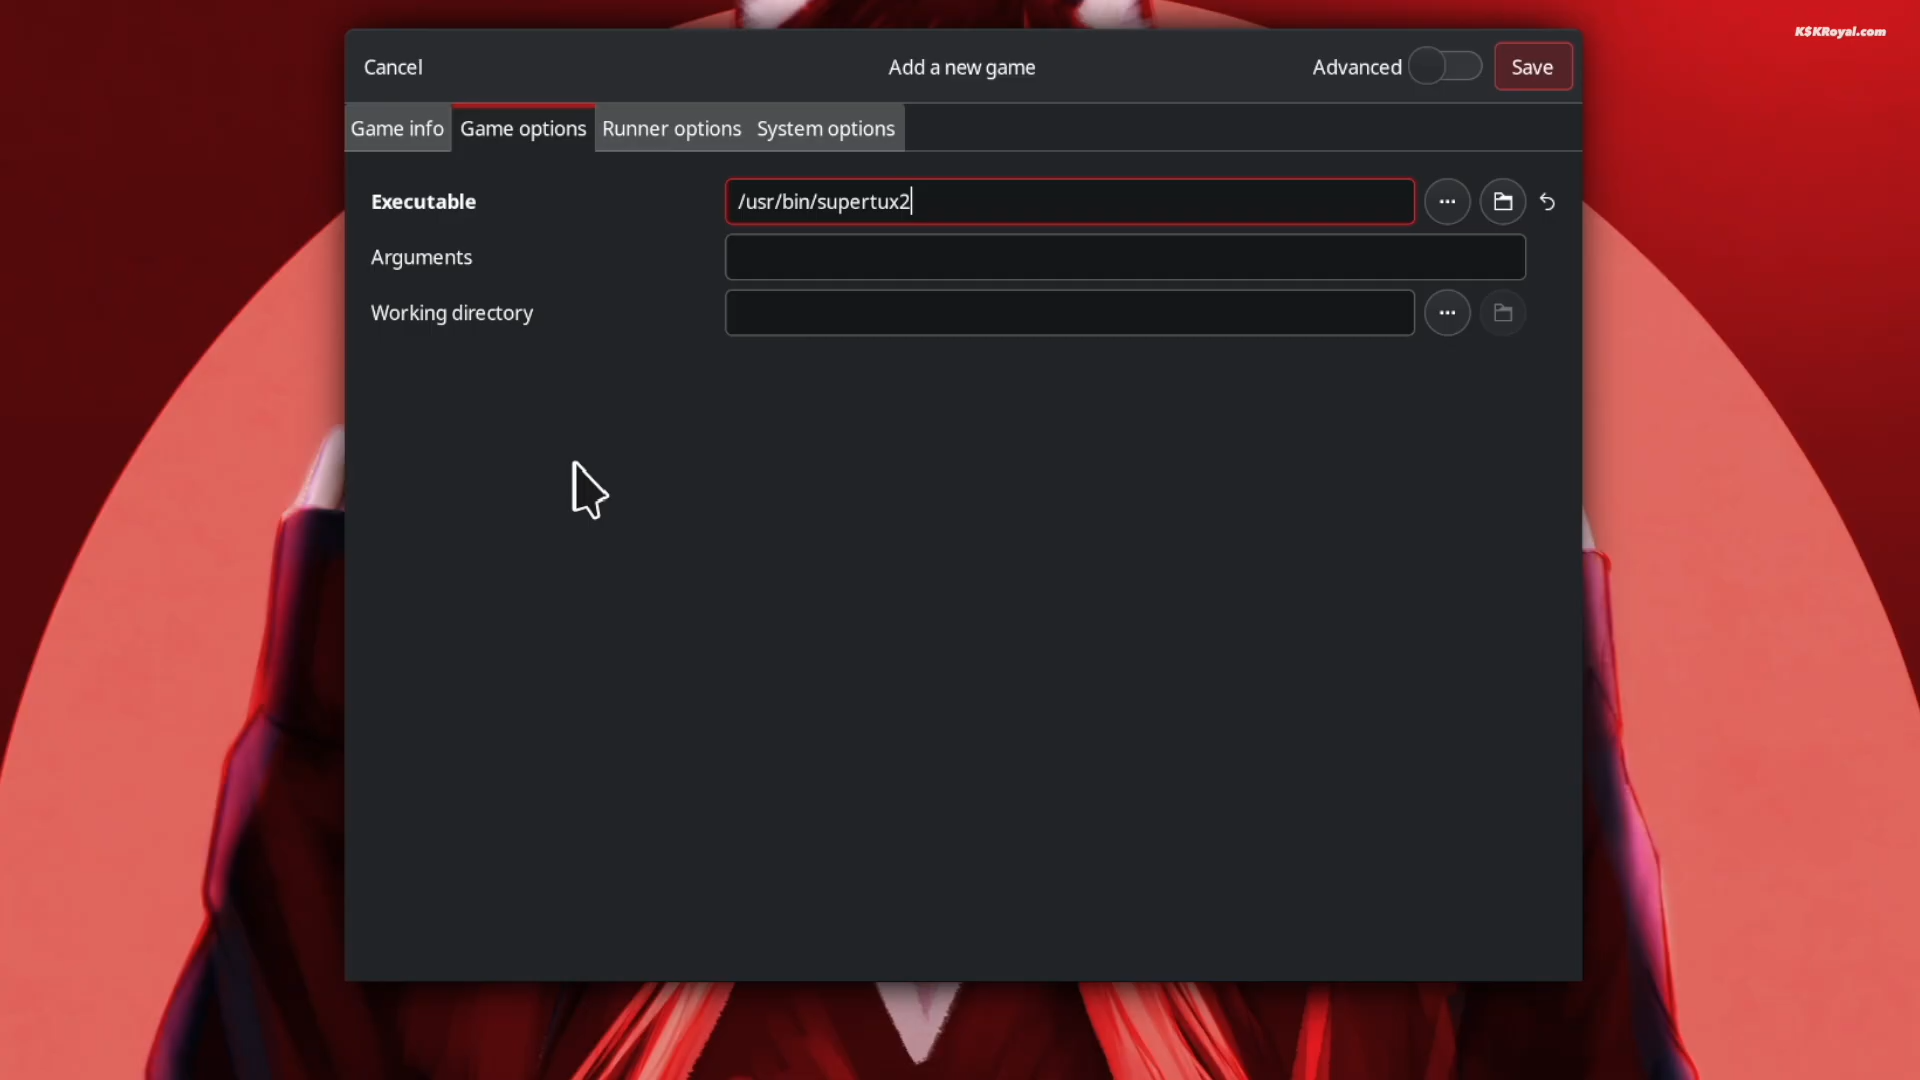 K$KRoyal.com
Cancel
Add a new game
Advanced
Save
Game info
Game options
Runner options
System options
Executable
/usr/bin/supertux2
Arguments
Working directory